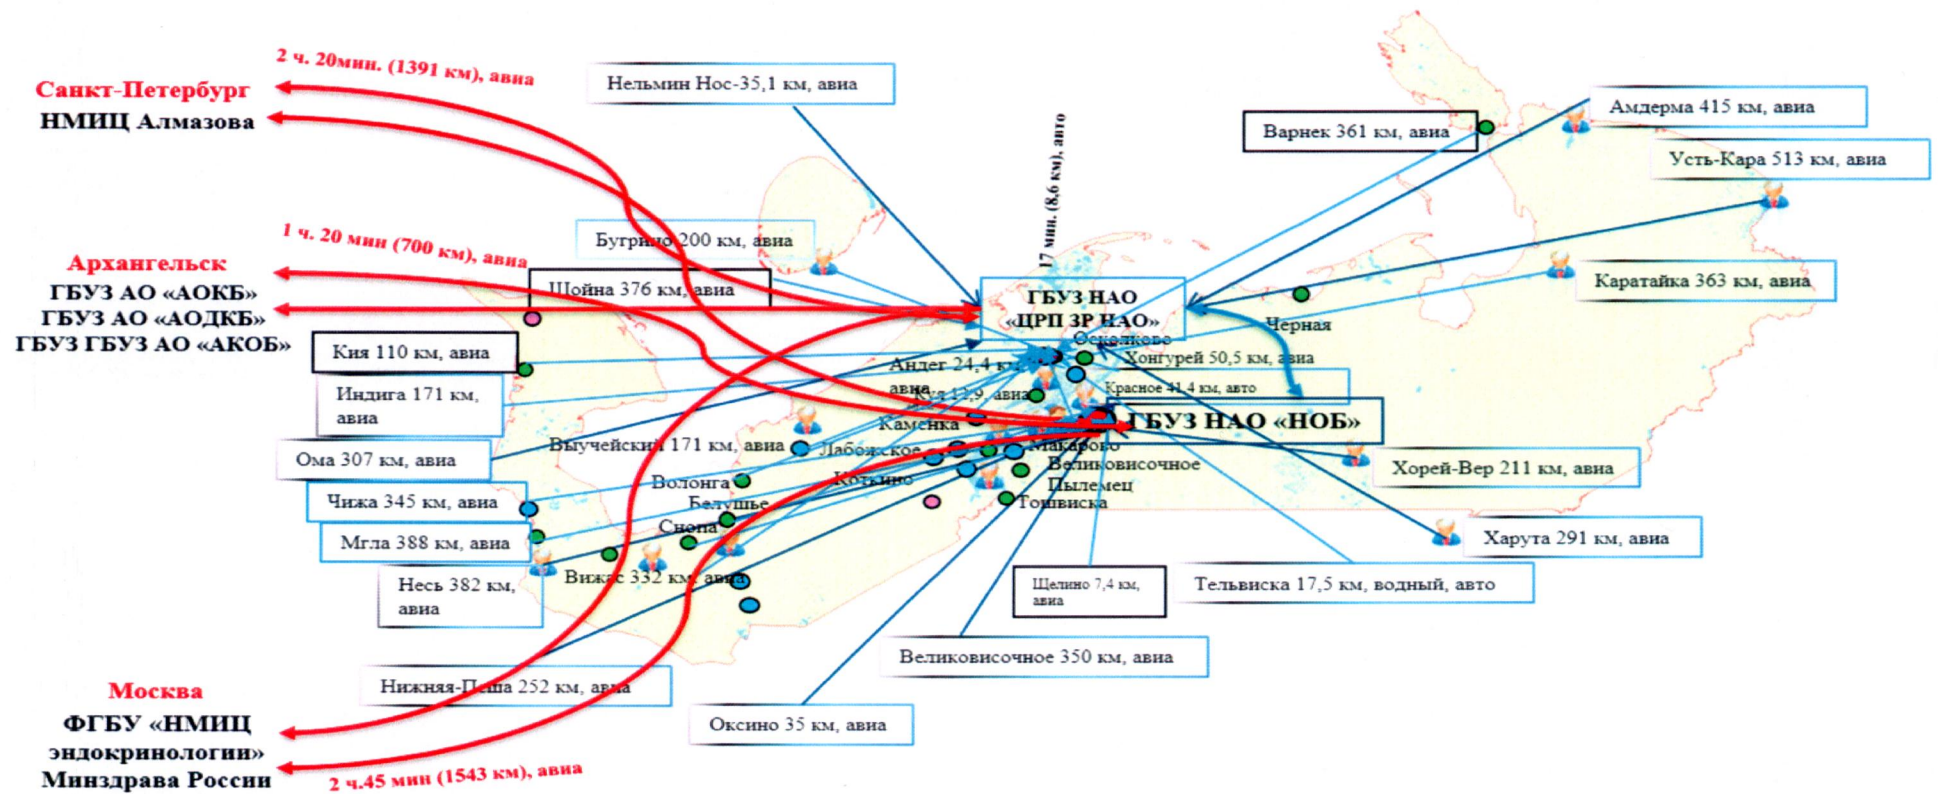 2 ч. 20мин. (1391 км), авиа
Санкт-Петербург
НМИЦ Алмазова
Нельмин Нос-35,1 км, авиа
17 мин. (8,6 км), авто
Варнек 361 км, авиа
Амдерма 415 км, авиа
Усть-Кара 513 км, авиа
1 ч. 20 мин (700 км), авиа
Бугрино 200 км, авиа
Архангельск
ГБУЗ АО «АОКБ»
ГБУЗ АО «АОДКБ»
ГБУЗ ГБУЗ АО «АКОБ»
Шойна 376 км, авиа
ГБУЗ НАО
«ЦРП ЗР НАО»
Каратайка 363 км, авиа
Черная
Осколково
Кия 110 км, авиа
Андег 24,4 км,
авиа
Хонгурей 50,5 км, авиа
Индига 171 км,
авиа
Куя 12,9, авиа
Красное 41,4 км, авто
Каменка
ГБУЗ НАО «НОБ»
Выучейский 171 км, авиа
Лабожское
Макарово
Ома 307 км, авиа
Великовисочное
Хорей-Вер 211 км, авиа
Волонга
Коткино
Пылемец
Чижа 345 км, авиа
Белушье
Тошвиска
Снопа
Мгла 388 км, авиа
Харута 291 км, авиа
Несь 382 км,
авиа
Вижас 332 км, авиа
Щелино 7,4 км,
авиа
Тельвиска 17,5 км, водный, авто
Великовисочное 350 км, авиа
Нижняя-Пеша 252 км, авиа
Оксино 35 км, авиа
Москва
ФГБУ «НМИЦ
эндокринологии»
Минздрава России
2 ч.45 мин (1543 км), авиа